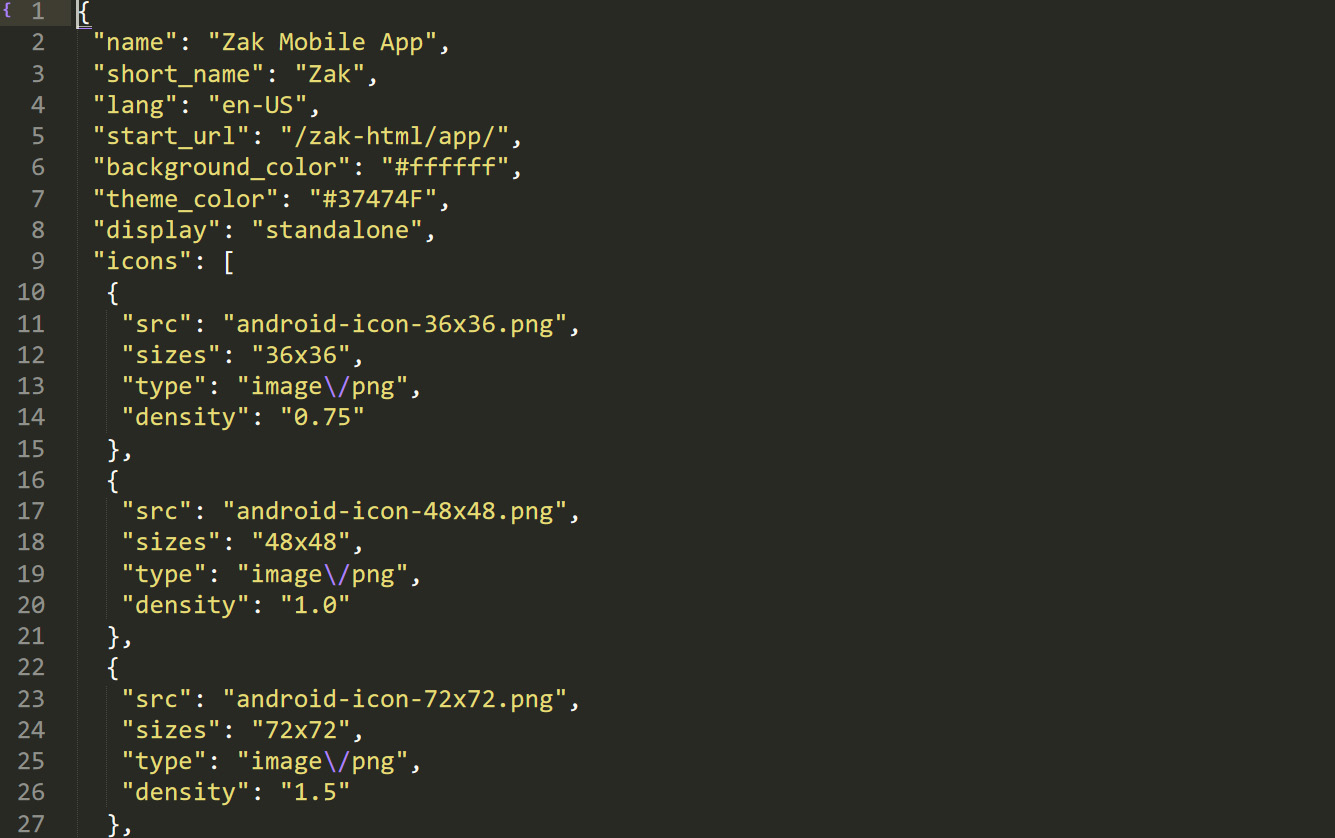 { 1 {
2 "name": "Zak Mobile App",
3 "short_name": "Zak",
4 "lang": "en-US",
5 "start_url": "/zak-html/app/",
6 "background_color": "#ffffff",
7 "theme_color": "#37474F",
8 "display": "standalone",
9 "icons": [
10 {
11 "src": "android-icon-36x36.png",
12 "sizes": "36x36",
13 "type": "image\/png",
14 "density": "0.75"
15 },
16 {
17 "src": "android-icon-48x48.png",
18 "sizes": "48x48",
19 "type": "image\/png",
20 "density": "1.0"
21 },
22 {
23 "src": "android-icon-72x72.png",
24 "sizes": "72x72",
25 "type": "image\/png",
26 "density": "1.5"
27 },